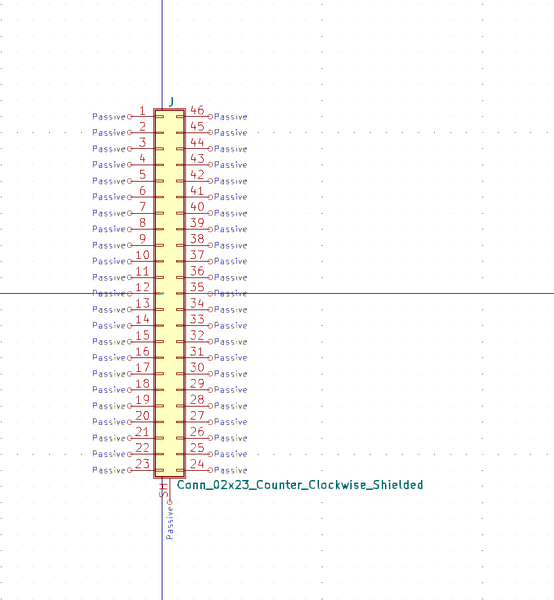 J
Passive 1 46 Passive
Passive 2 45 Passive
Passive 3 44 Passive
Passive 4 43 Passive
Passive 5 42 Passive
Passive 6 41 Passive
Passive 7 40 Passive
Passive 8 39 Passive
Passive 9 38 Passive
Passive 10 37 Passive
Passive 11 36 Passive
Passive 12 35 Passive
Passive 13 34 Passive
Passive 14 33 Passive
Passive 15 32 Passive
Passive 16 31 Passive
Passive 17 30 Passive
Passive 18 29 Passive
Passive 19 28 Passive
Passive 20 27 Passive
Passive 21 26 Passive
Passive 22 25 Passive
Passive 23 24 Passive
Conn_02x23_Counter_Clockwise_Shielded
SH
Passive